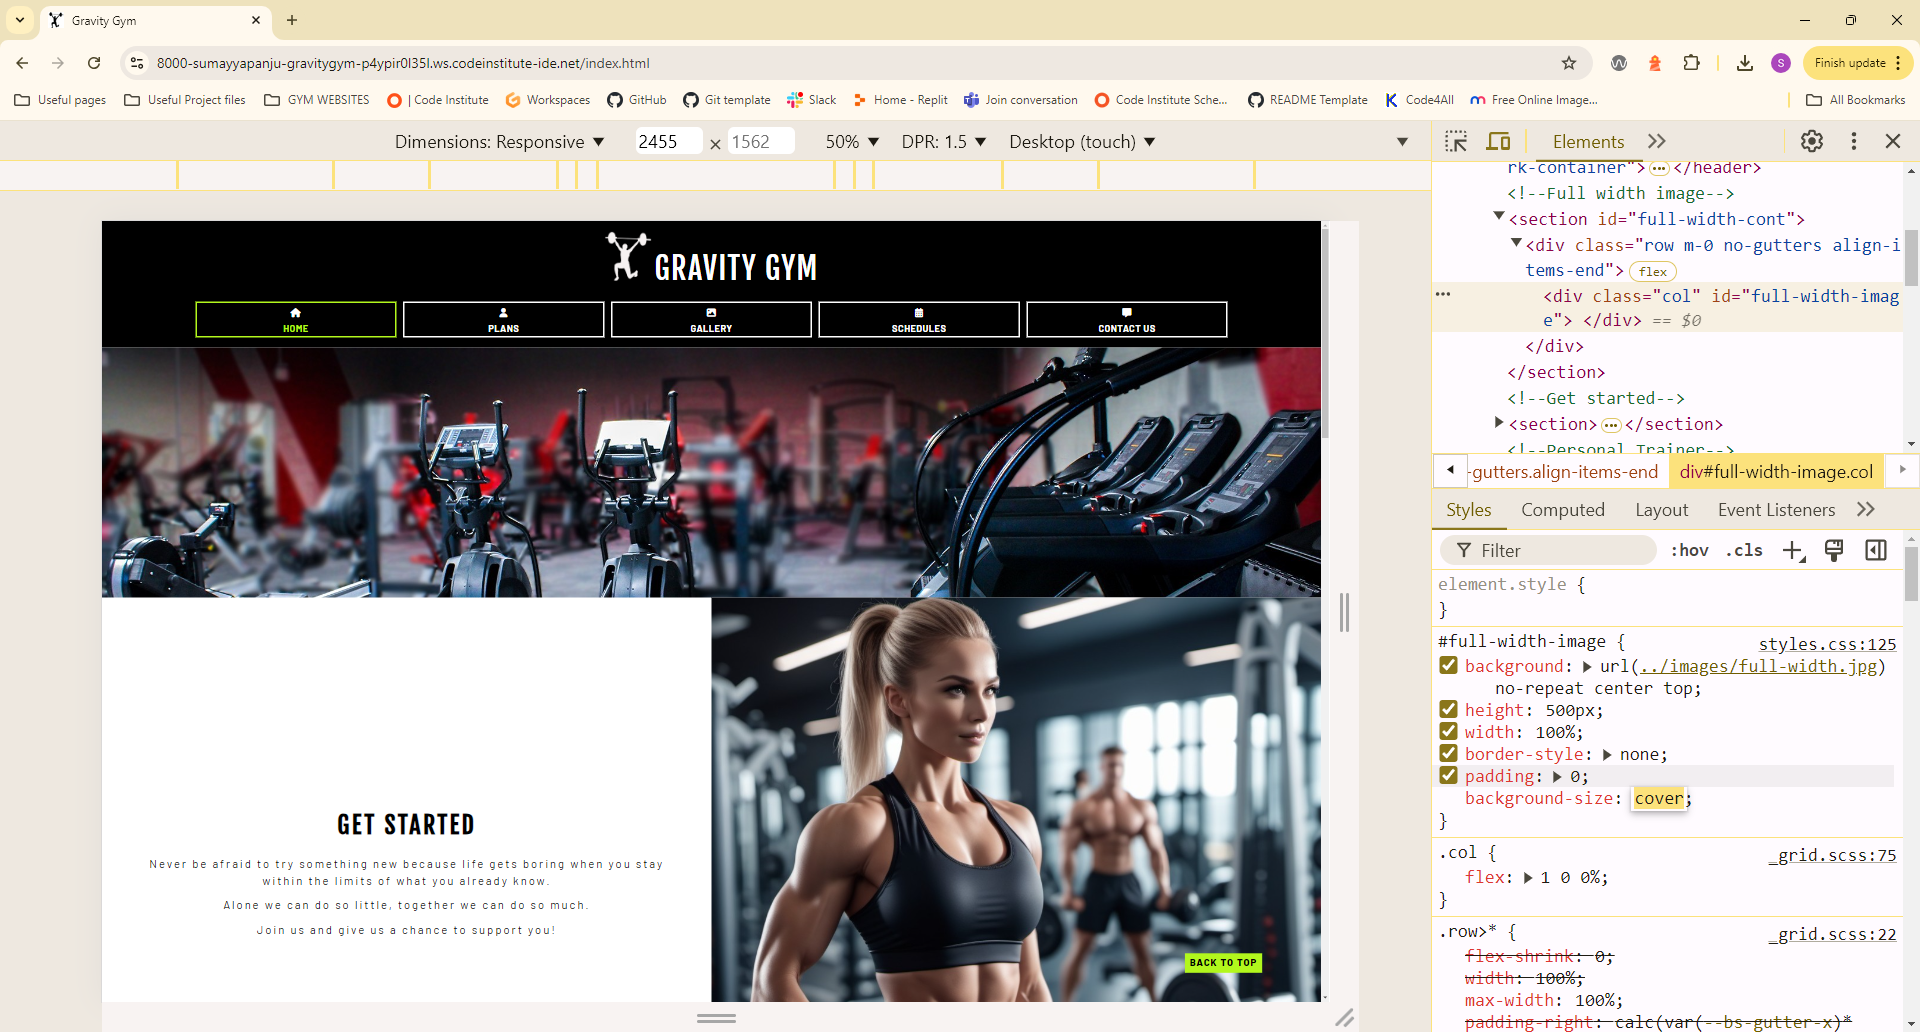 Gravity Gym
8000-sumayyapanju-gravitygym-p4ypir0l35l.ws.codeinstitute-ide.net/index.html
S
Finish update
Useful pages
Useful Project files
GYM WEBSITES
| Code Institute
Workspaces
GitHub
Git template
Slack
Home - Replit
Join conversation
Code Institute Sche...
README Template
Code4All
Free Online Image...
All Bookmarks
Dimensions: Responsive
2455
×
1562
50%
DPR: 1.5
Desktop (touch)
Elements
GRAVITY GYM
HOME
PLANS
GALLERY
SCHEDULES
CONTACT US
GET STARTED
Never be afraid to try something new because life gets boring when you stay
within the limits of what you already know.
Alone we can do so little, together we can do so much.
Join us and give us a chance to support you!
BACK TO TOP
rk-container">…</header>
<!--Full width image-->
<section id="full-width-cont">
<div class="row m-0 no-gutters align-i
tems-end"> flex
<div class="col" id="full-width-imag
e"> </div> == $0
</div>
</section>
<!--Get started-->
<section>…</section>
<!--Personal Trainer-->
-gutters.align-items-end
div#full-width-image.col
Styles
Computed
Layout
Event Listeners
Filter
:hov
.cls
element.style {
}
#full-width-image {
styles.css:125
background: url(../images/full-width.jpg)
no-repeat center top;
height: 500px;
width: 100%;
border-style: none;
padding: 0;
background-size: cover;
}
.col {
_grid.scss:75
flex: 1 0 0%;
}
.row>* {
_grid.scss:22
flex-shrink: 0;
width: 100%;
max-width: 100%;
padding-right: calc(var(--bs-gutter-x)*